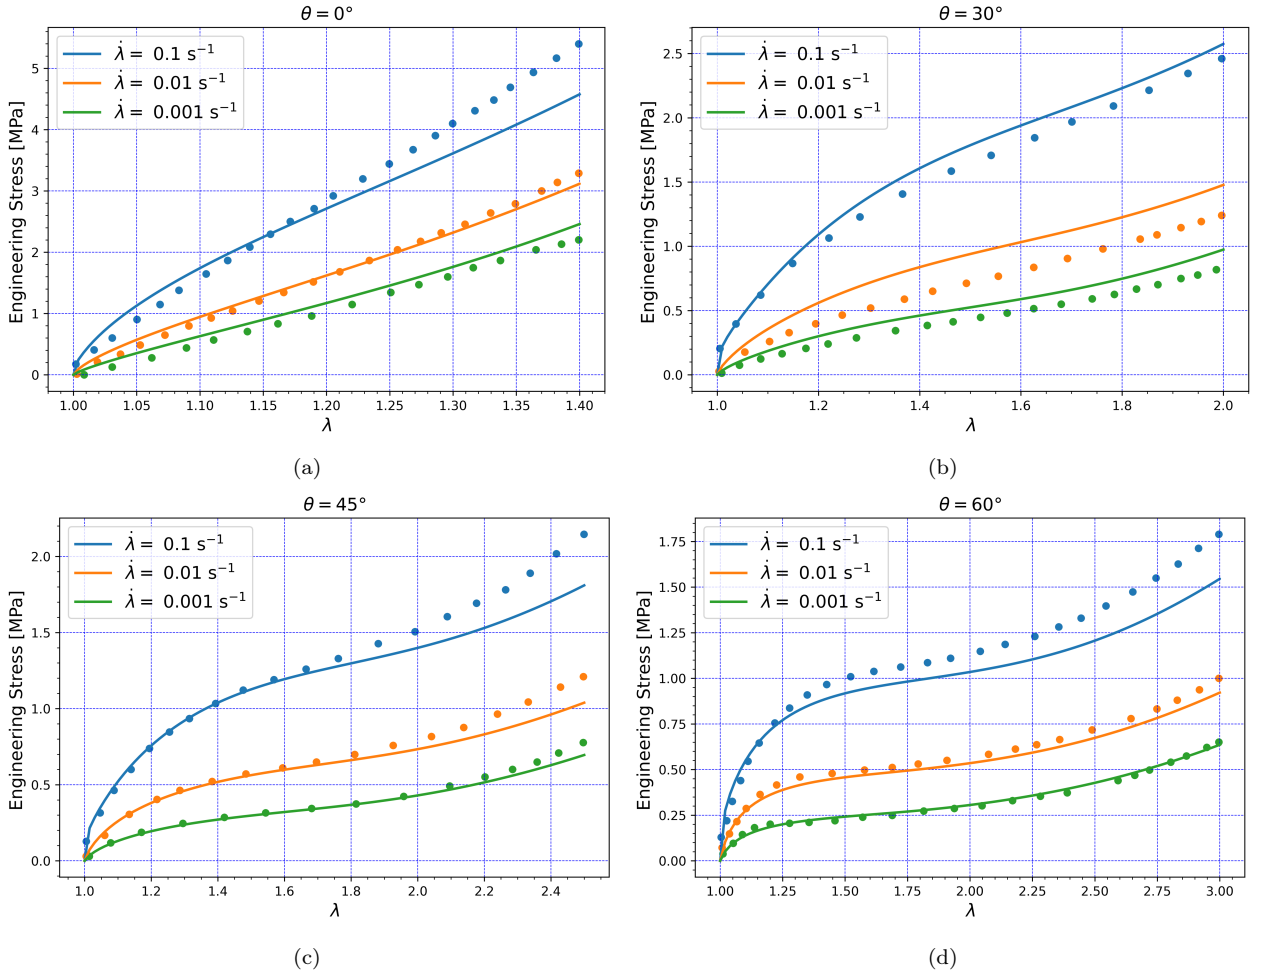 θ = 0°
λ̇ = 0.1 s⁻¹
λ̇ = 0.01 s⁻¹
λ̇ = 0.001 s⁻¹
Engineering Stress [MPa]
5
4
3
2
1
0
1.00 1.05 1.10 1.15 1.20 1.25 1.30 1.35 1.40
λ
(a)
θ = 30°
λ̇ = 0.1 s⁻¹
λ̇ = 0.01 s⁻¹
λ̇ = 0.001 s⁻¹
Engineering Stress [MPa]
2.5
2.0
1.5
1.0
0.5
0.0
1.0 1.2 1.4 1.6 1.8 2.0
λ
(b)
θ = 45°
λ̇ = 0.1 s⁻¹
λ̇ = 0.01 s⁻¹
λ̇ = 0.001 s⁻¹
Engineering Stress [MPa]
2.0
1.5
1.0
0.5
0.0
1.0 1.2 1.4 1.6 1.8 2.0 2.2 2.4
λ
(c)
θ = 60°
λ̇ = 0.1 s⁻¹
λ̇ = 0.01 s⁻¹
λ̇ = 0.001 s⁻¹
Engineering Stress [MPa]
1.75
1.50
1.25
1.00
0.75
0.50
0.25
0.00
1.00 1.25 1.50 1.75 2.00 2.25 2.50 2.75 3.00
λ
(d)